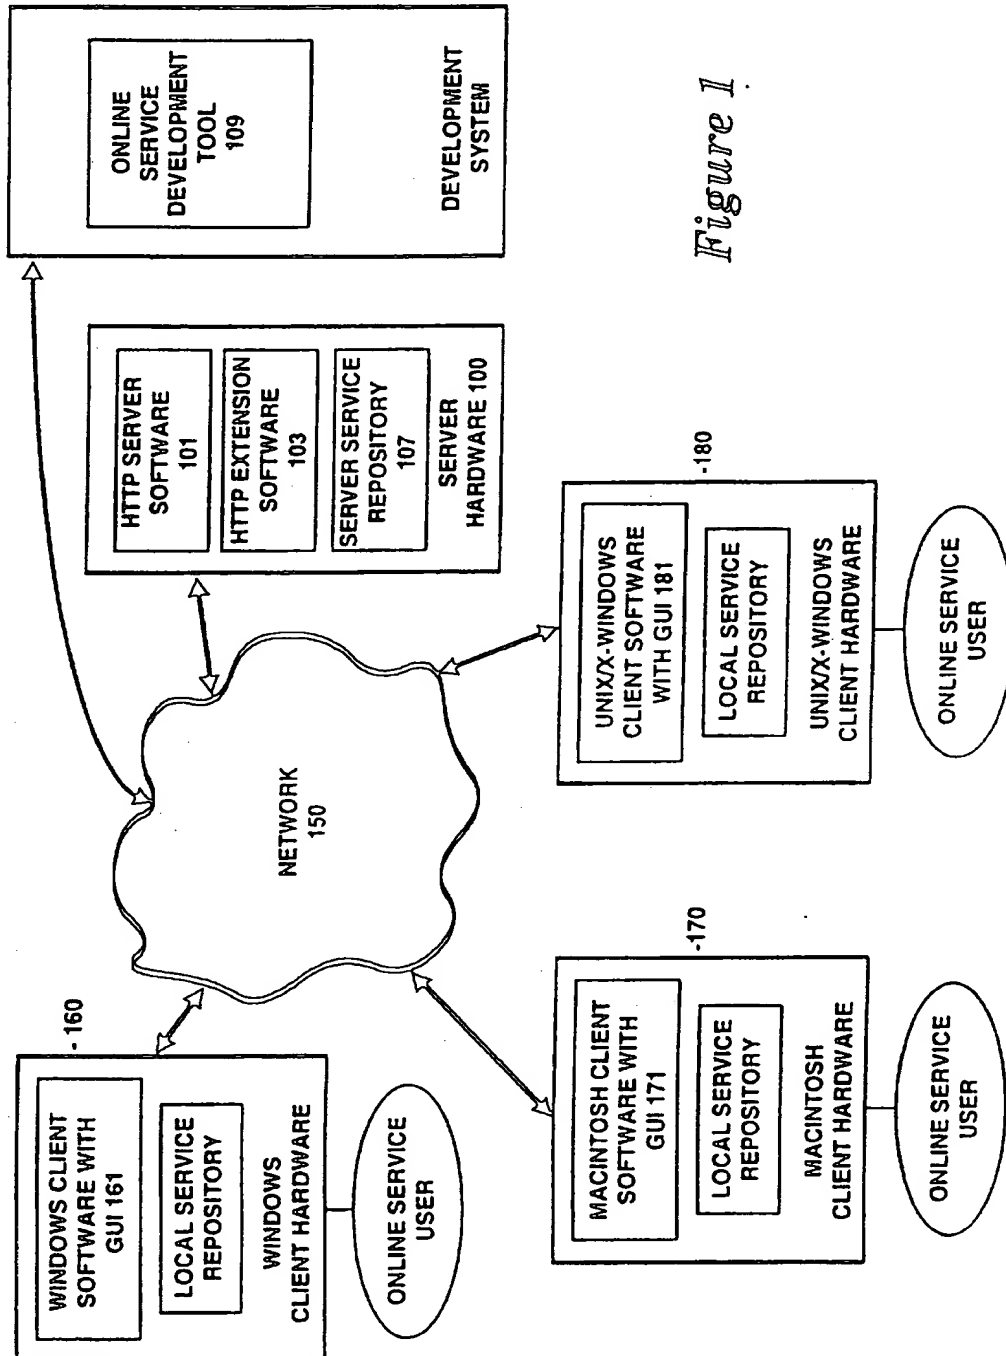 - 160
WINDOWS CLIENT
SOFTWARE WITH
GUI 161
LOCAL SERVICE
REPOSITORY
WINDOWS
CLIENT HARDWARE
ONLINE SERVICE
USER
NETWORK
150
HTTP SERVER
SOFTWARE
101
HTTP EXTENSION
SOFTWARE
103
SERVER SERVICE
REPOSITORY
107
SERVER
HARDWARE 100
ONLINE
SERVICE
DEVELOPMENT
TOOL
109
DEVELOPMENT
SYSTEM
-170
MACINTOSH CLIENT
SOFTWARE WITH
GUI 171
LOCAL SERVICE
REPOSITORY
MACINTOSH
CLIENT HARDWARE
ONLINE SERVICE
USER
-180
UNIX/X-WINDOWS
CLIENT SOFTWARE
WITH GUI 181
LOCAL SERVICE
REPOSITORY
UNIX/X-WINDOWS
CLIENT HARDWARE
ONLINE SERVICE
USER
Figure 1